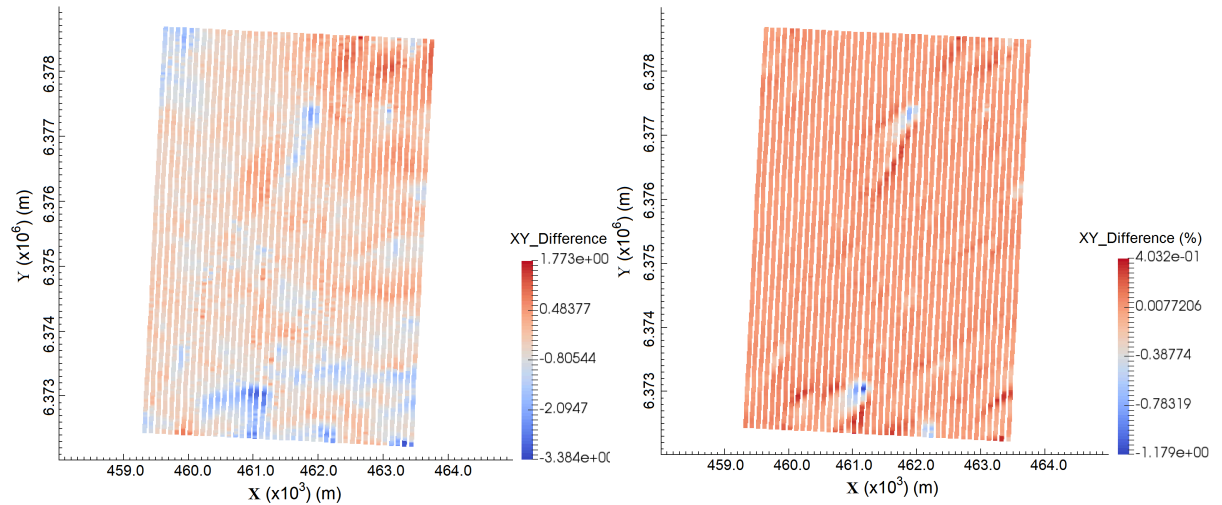 6.378
6.377
6.376
6.375
6.374
6.373
Y (x10⁶) (m)
459.0 460.0 461.0 462.0 463.0 464.0
X (x10³) (m)
XY_Difference
1.773e+00
0.48377
-0.80544
-2.0947
-3.384e+00
6.378
6.377
6.376
6.375
6.374
6.373
Y (x10⁶) (m)
459.0 460.0 461.0 462.0 463.0 464.0
X (x10³) (m)
XY_Difference (%)
4.032e-01
0.0077206
-0.38774
-0.78319
-1.179e+00